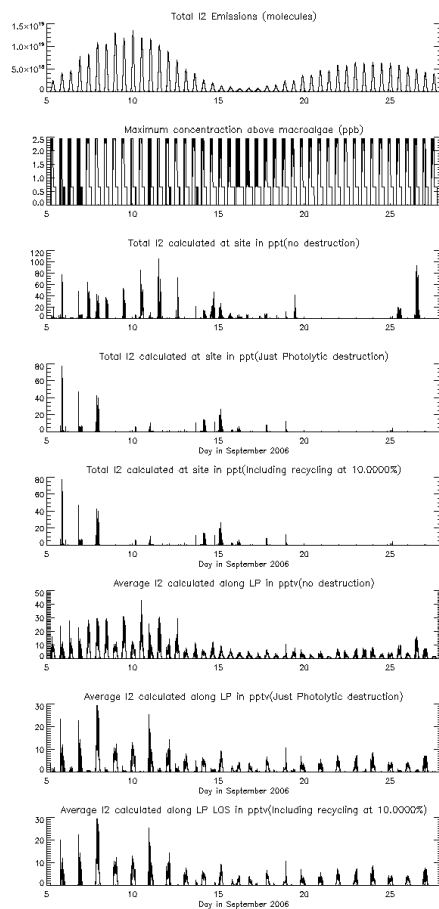 Total I2 Emissions (molecules)
1.5×10¹⁹
1.0×10¹⁹
5.0×10¹⁸
0
5 10 15 20 25
Maximum concentration above macroalgae (ppb)
2.5
2.0
1.5
1.0
0.5
0.0
5 10 15 20 25
Total I2 calculated at site in ppt(no destruction)
120
100
80
60
40
20
0
5 10 15 20 25
Total I2 calculated at site in ppt(Just Photolytic destruction)
80
60
40
20
0
5 10 15 20 25
Day in September 2006
Total I2 calculated at site in ppt(Including recycling at 10.0000%)
80
60
40
20
0
5 10 15 20 25
Day in September 2006
Average I2 calculated along LP in pptv(no destruction)
50
40
30
20
10
0
5 10 15 20 25
Average I2 calculated along LP in pptv(Just Photolytic destruction)
30
20
10
0
5 10 15 20 25
Day in September 2006
Average I2 calculated along LP LOS in pptv(Including recycling at 10.0000%)
30
20
10
0
5 10 15 20 25